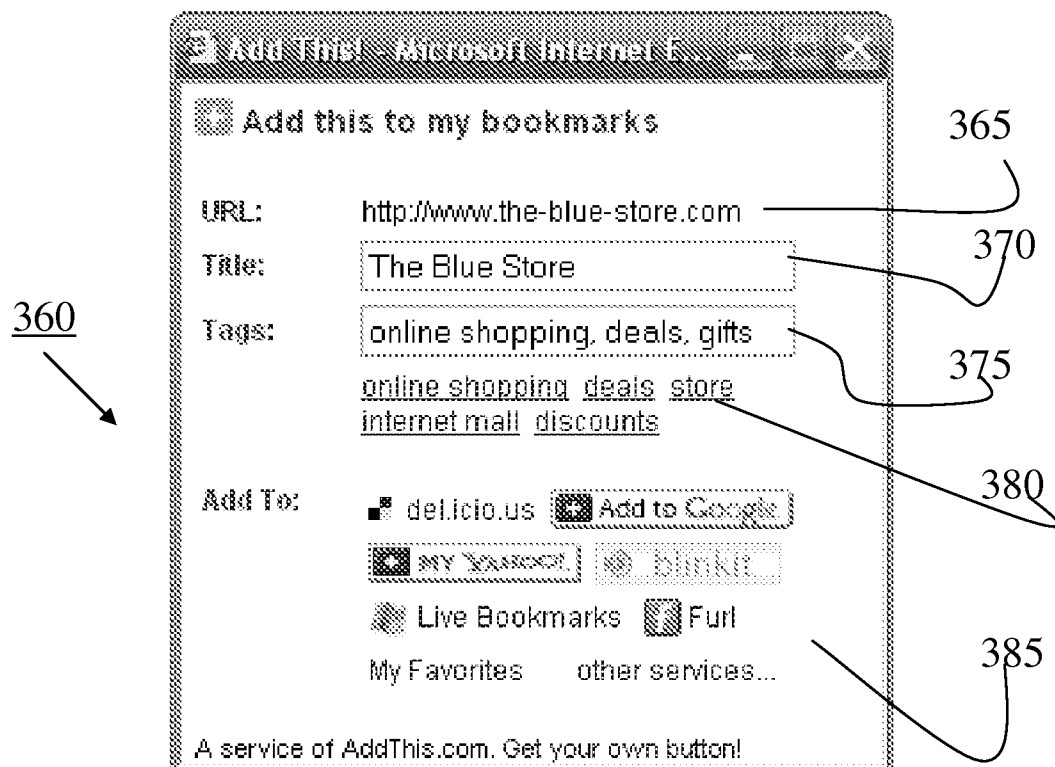 Add This! - Microsoft Internet E...
Add this to my bookmarks
365
URL: http://www.the-blue-store.com
370
Title: The Blue Store
360
Tags: online shopping, deals, gifts
375
online shopping deals store
internet mall discounts
380
Add To: del.icio.us Add to Google
MY YAHOO! blinkit
Live Bookmarks Furl
385
My Favorites other services...
A service of AddThis.com. Get your own button!